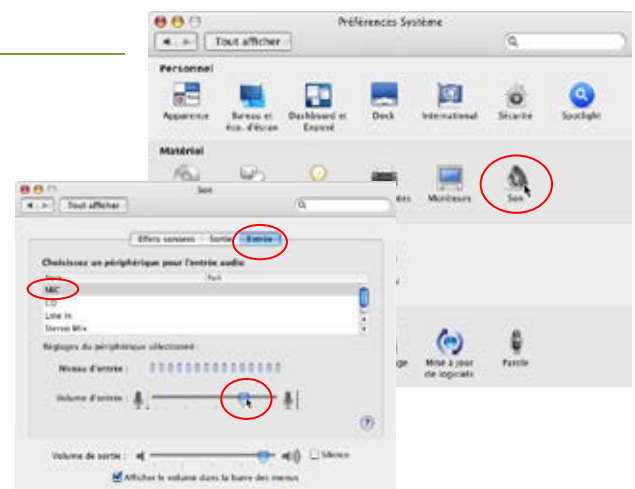 Préférences Système
Tout afficher
Personnel
Apparence
Bureau et
éco. d'écran
Dashboard et
Exposé
Dock
International
Sécurité
Spotlight
Matériel
Moniteurs
Son
Mise à jour
de logiciels
Parole
Son
Tout afficher
Effets sonores
Sortie
Entrée
Choisissez un périphérique pour l'entrée audio
Nom
Port
MIC
CD
Line In
Stereo Mix
Réglages du périphérique sélectionné :
Niveau d'entrée :
Volume d'entrée :
Volume de sortie :
Silence
Afficher le volume dans la barre des menus